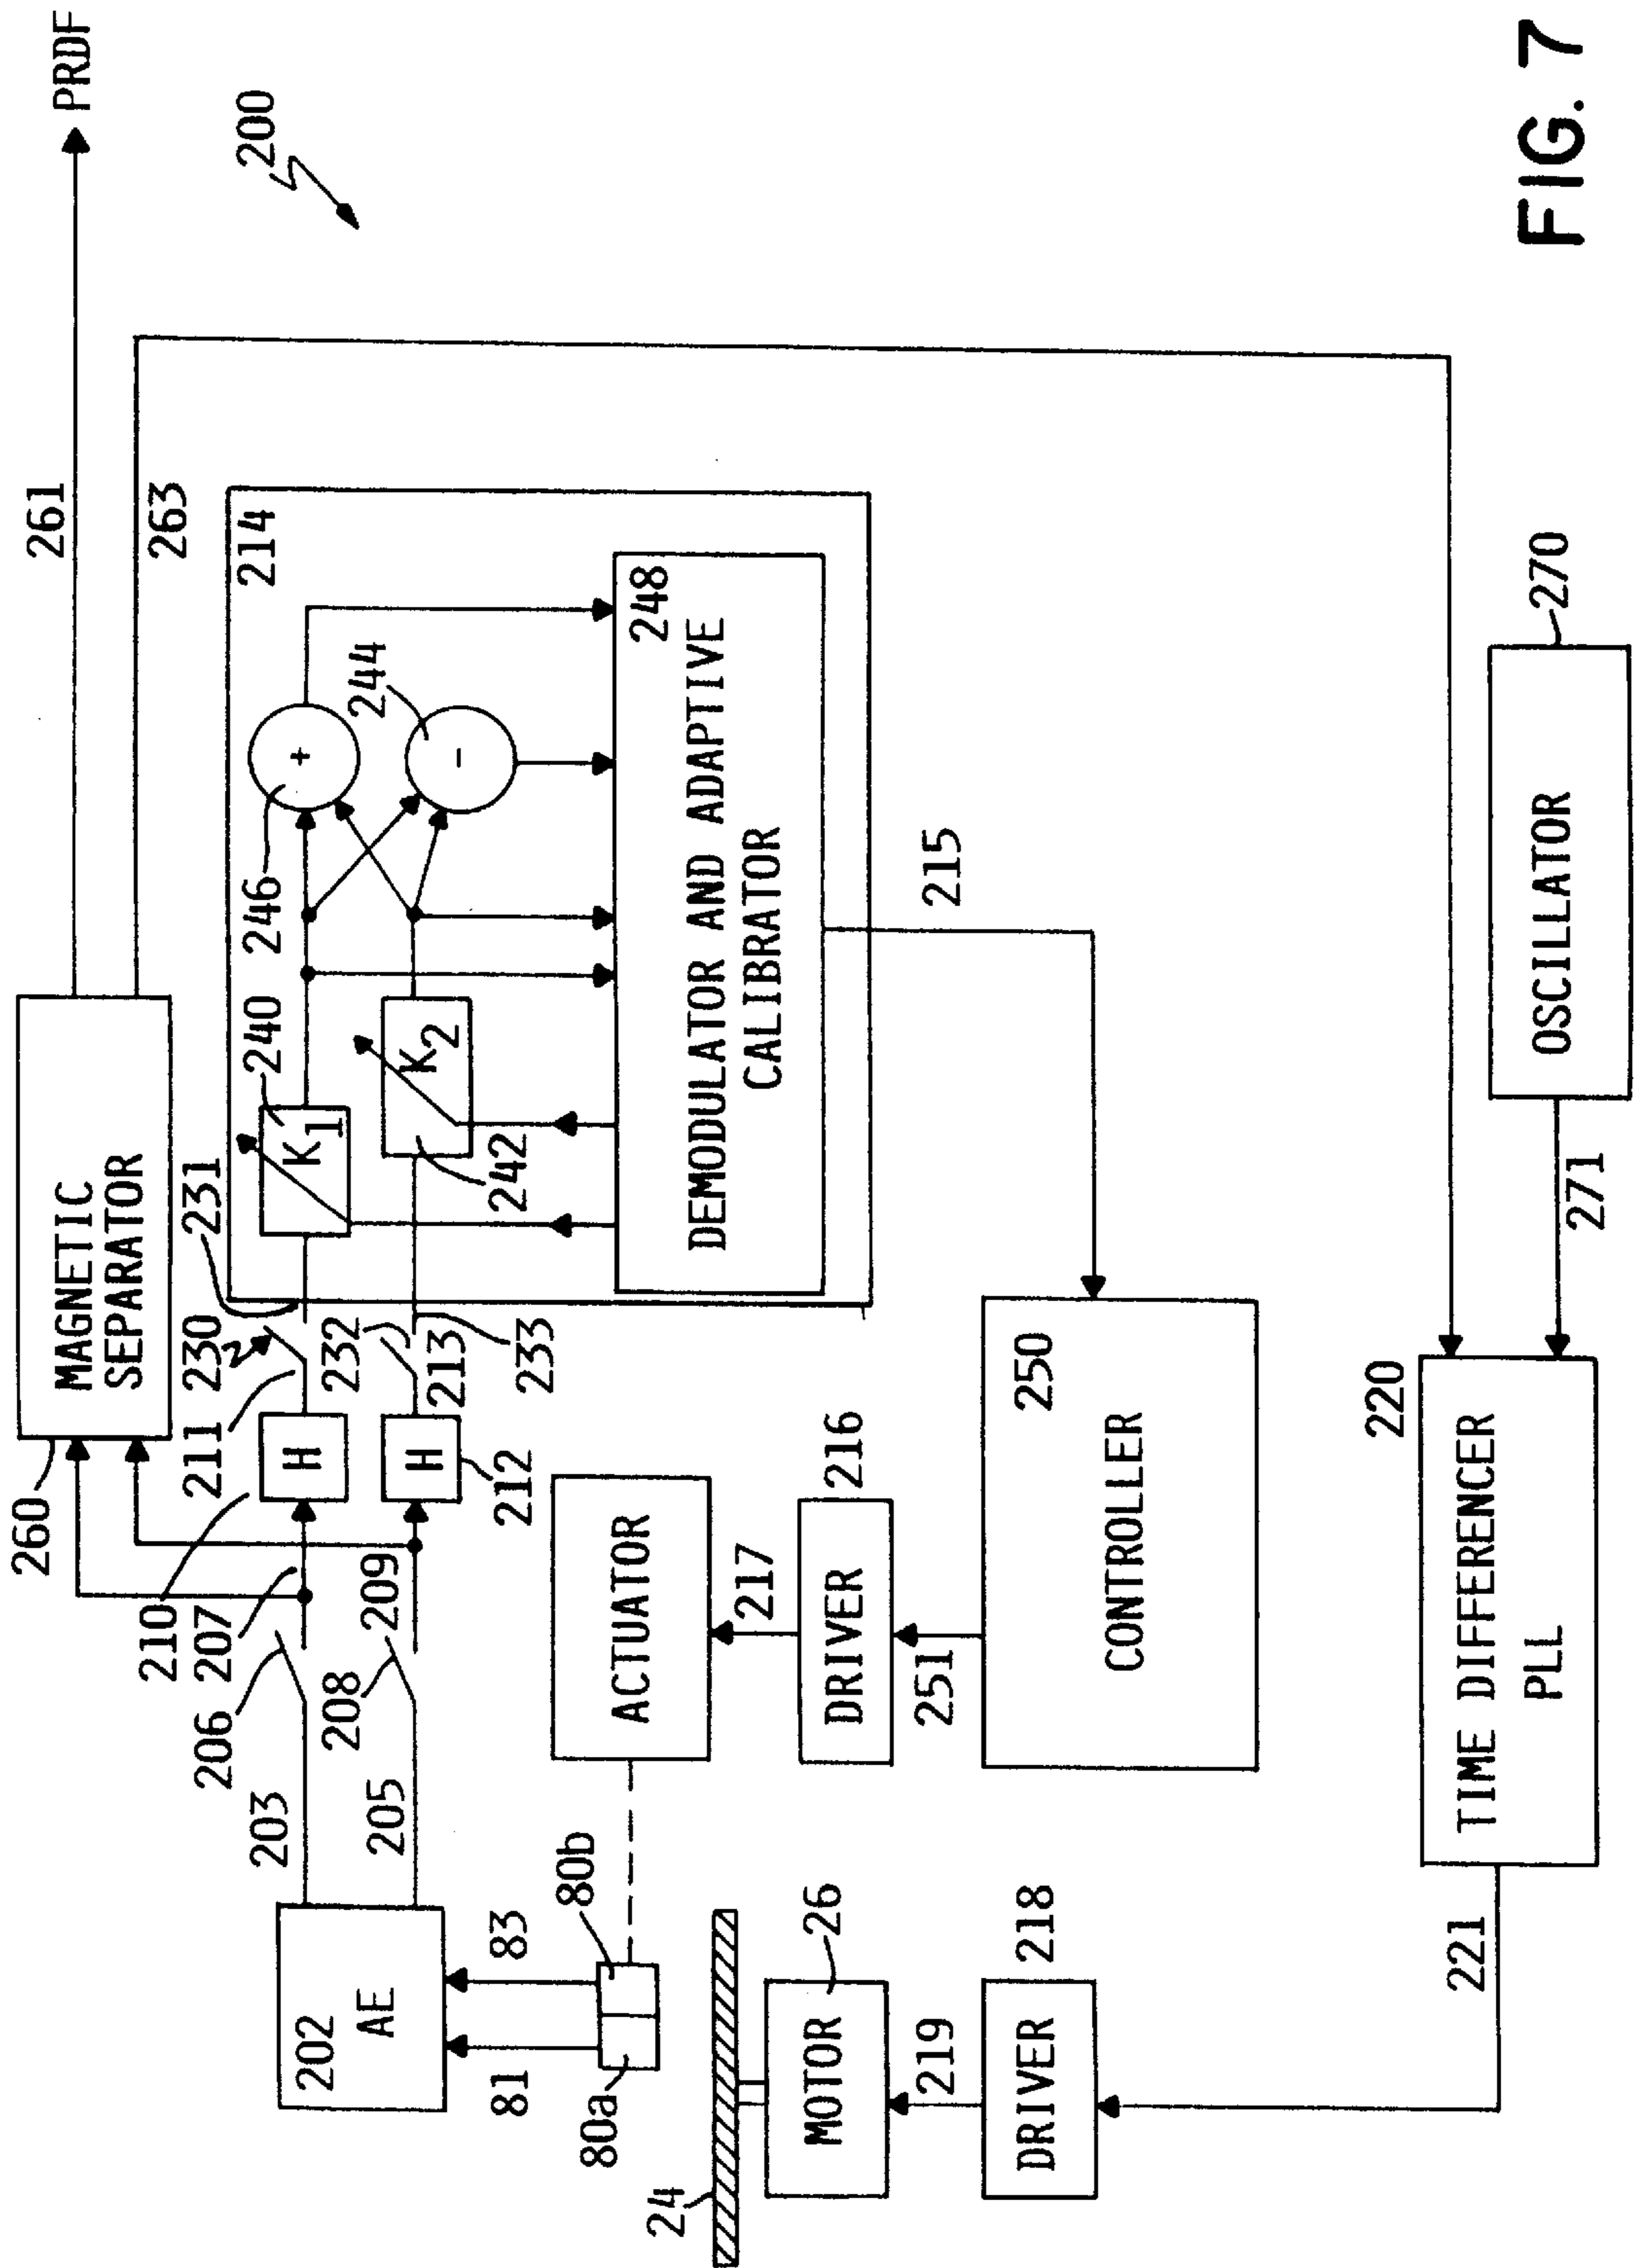 PRDF
261
263
200
MAGNETIC
SEPARATOR
260
214
246
+
244
-
240
K1
K2
242
248
DEMODULATOR AND ADAPTIVE
CALIBRATOR
231
230
211
232
213
233
H
H
210
212
207
209
206
208
203
205
202
AE
81
83
80a
80b
ACTUATOR
217
DRIVER
216
251
250
CONTROLLER
215
24
26
MOTOR
219
DRIVER
218
221
220
TIME DIFFERENCER
PLL
271
OSCILLATOR
270
FIG. 7